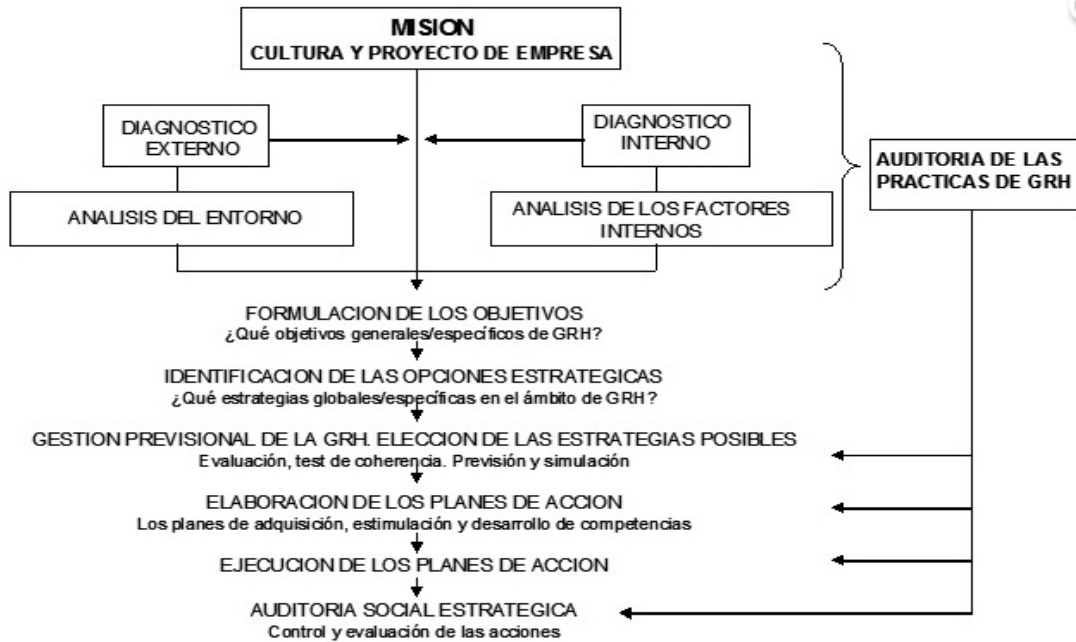 MISION
CULTURA Y PROYECTO DE EMPRESA
DIAGNOSTICO
EXTERNO
DIAGNOSTICO
INTERNO
AUDITORIA DE LAS
PRACTICAS DE GRH
ANALISIS DEL ENTORNO
ANALISIS DE LOS FACTORES
INTERNOS
FORMULACION DE LOS OBJETIVOS
¿Qué objetivos generales/específicos de GRH?
IDENTIFICACION DE LAS OPCIONES ESTRATEGICAS
¿Qué estrategias globales/específicas en el ámbito de GRH?
GESTION PREVISIONAL DE LA GRH. ELECCION DE LAS ESTRATEGIAS POSIBLES
Evaluación, test de coherencia. Previsión y simulación
ELABORACION DE LOS PLANES DE ACCION
Los planes de adquisición, estimulación y desarrollo de competencias
EJECUCION DE LOS PLANES DE ACCION
AUDITORIA SOCIAL ESTRATEGICA
Control y evaluación de las acciones